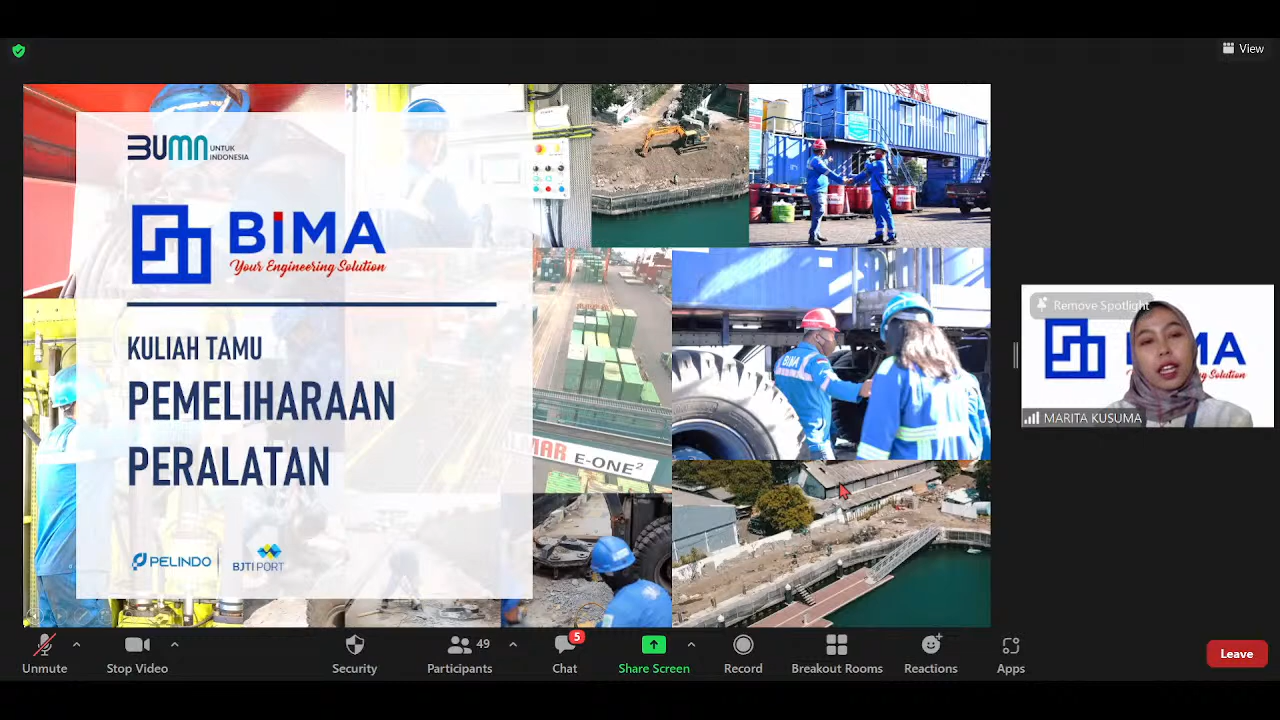 View
BUMN UNTUK
INDONESIA
BIMA
Your Engineering Solution
KULIAH TAMU
PEMELIHARAAN
PERALATAN
PELINDO
BJTI PORT
BIMA
E-ONE²
Remove Spotlight
MARITA KUSUMA
Unmute
Stop Video
Security
Participants
49
Chat
5
Share Screen
Record
Breakout Rooms
Reactions
Apps
Leave